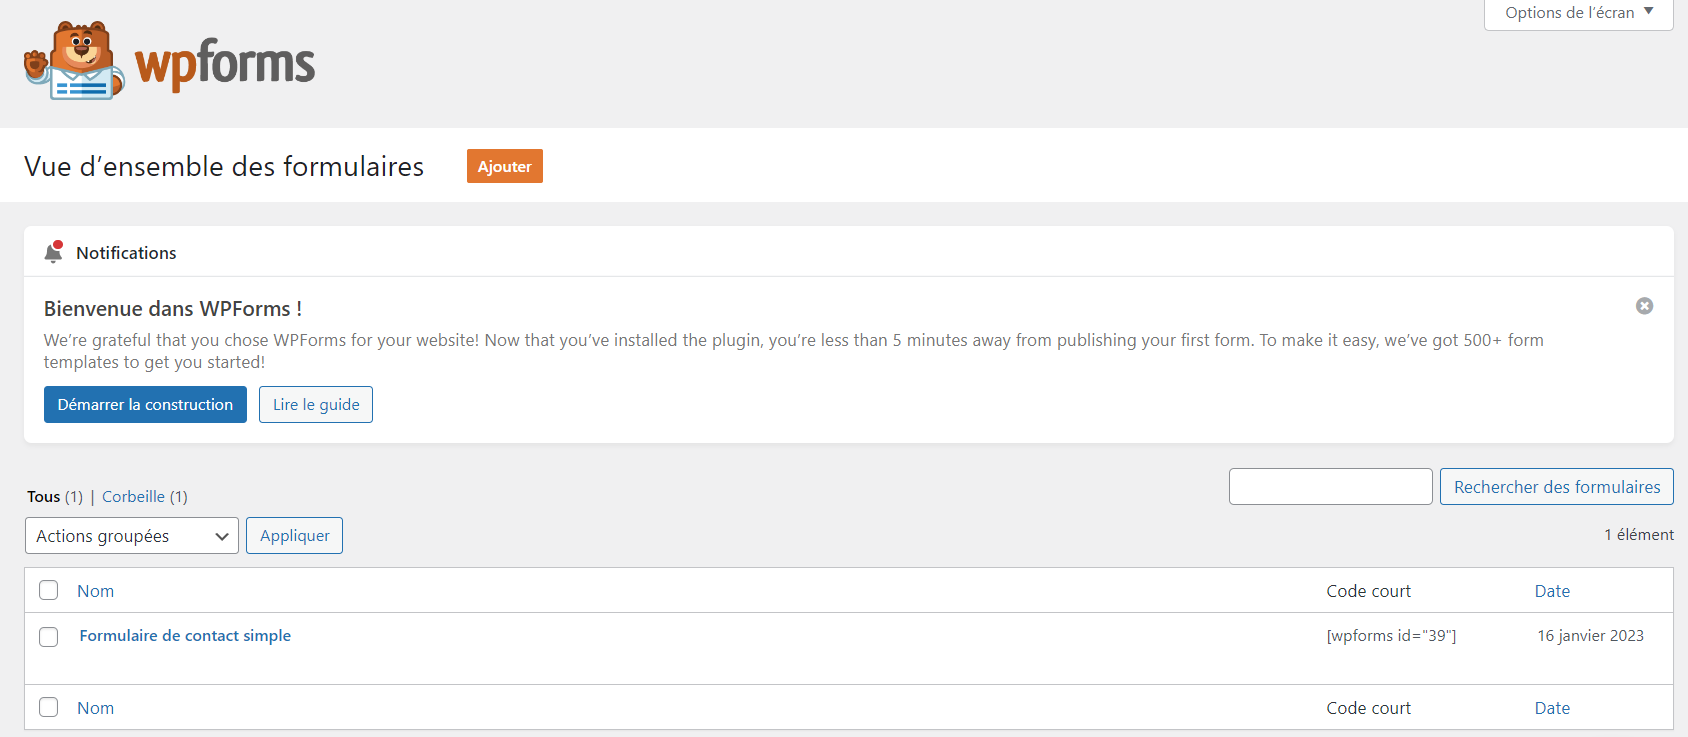 Options de l'écran
wpforms
Vue d'ensemble des formulaires Ajouter
Notifications
Bienvenue dans WPForms !
We're grateful that you chose WPForms for your website! Now that you've installed the plugin, you're less than 5 minutes away from publishing your first form. To make it easy, we've got 500+ form
templates to get you started!
Démarrer la construction Lire le guide
Tous (1) | Corbeille (1) Rechercher des formulaires
Actions groupées Appliquer 1 élément
Nom Code court Date
Formulaire de contact simple [wpforms id="39"] 16 janvier 2023
Nom Code court Date